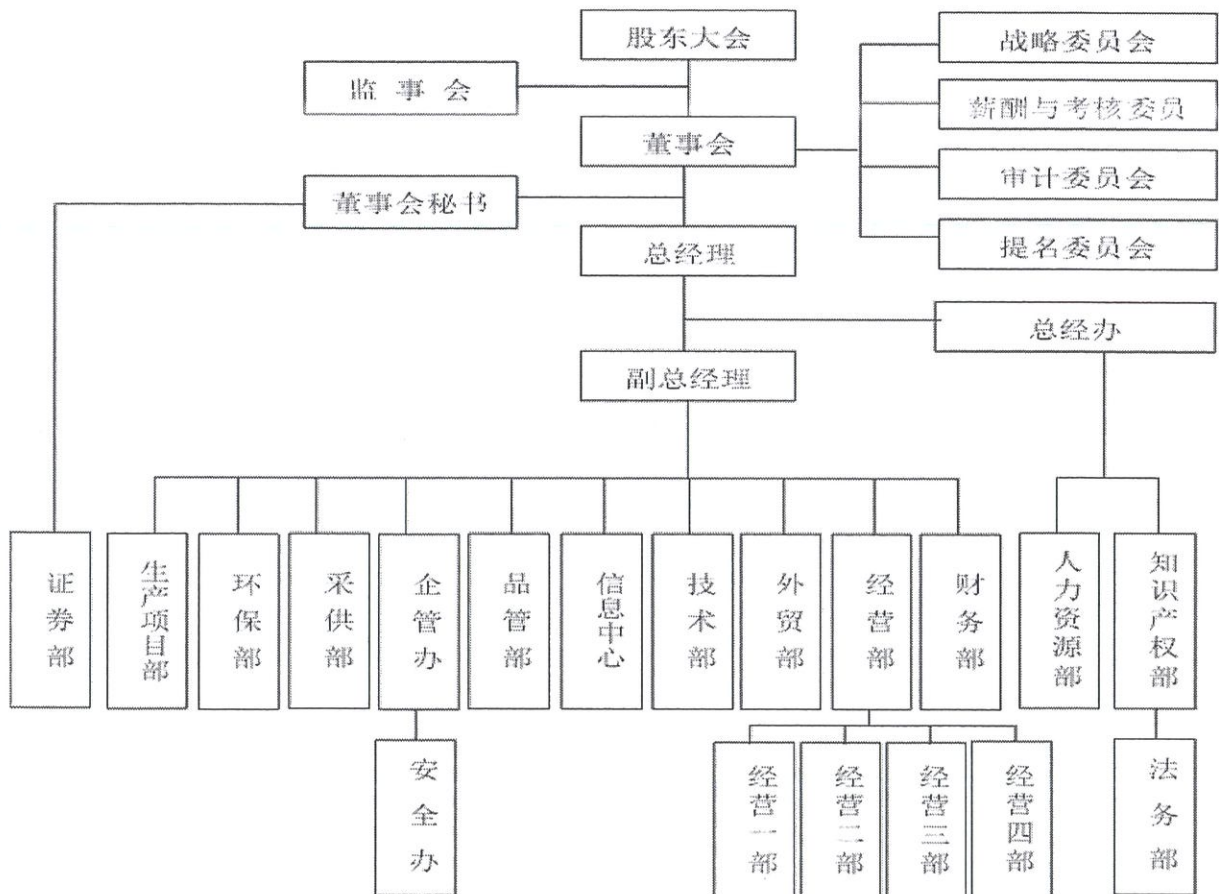 股东大会
战略委员会
监事会
薪酬与考核委员
董事会
审计委员会
董事会秘书
总经理
提名委员会
总经办
副总经理
证券部
生产项目部
环保部
采供部
企管办
品管部
信息中心
技术部
外贸部
经营部
财务部
人力资源部
知识产权部
安全办
经营一部
经营二部
经营三部
经营四部
法务部